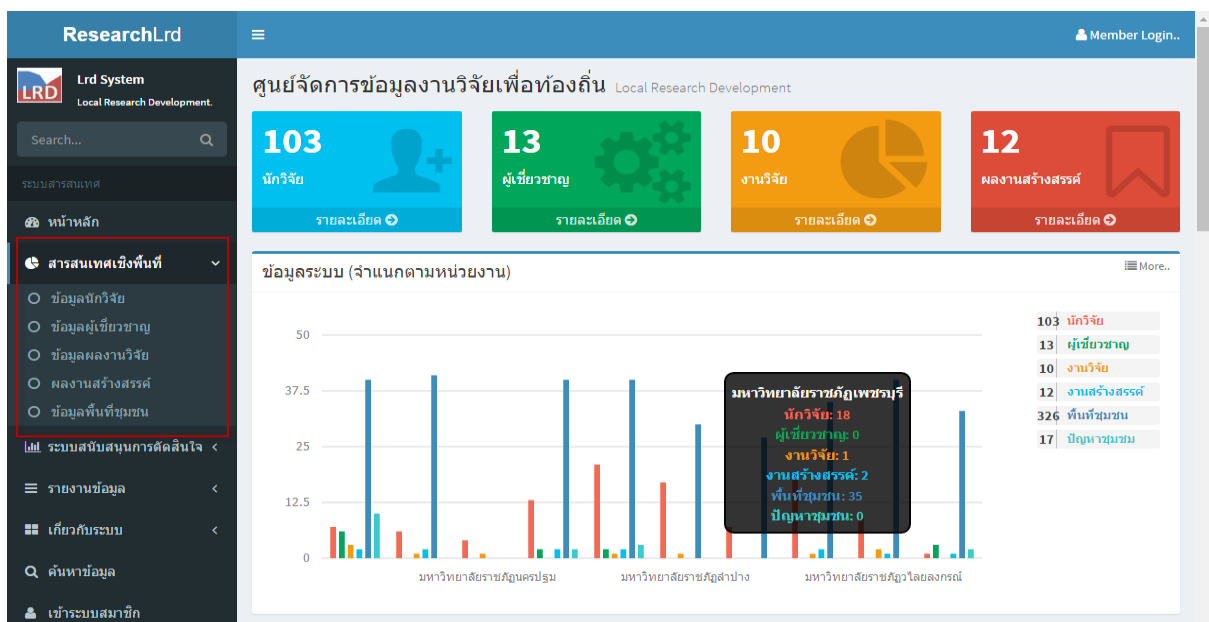 ResearchLrd
Member Login..
Lrd System
Local Research Development.
LRD
Search...
ระบบสารสนเทศ
หน้าหลัก
สารสนเทศเชิงพื้นที่
ข้อมูลนักวิจัย
ข้อมูลผู้เชี่ยวชาญ
ข้อมูลผลงานวิจัย
ผลงานสร้างสรรค์
ข้อมูลพื้นที่ชุมชน
ระบบสนับสนุนการตัดสินใจ
รายงานข้อมูล
เกี่ยวกับระบบ
ค้นหาข้อมูล
เข้าระบบสมาชิก
ศูนย์จัดการข้อมูลงานวิจัยเพื่อท้องถิ่น Local Research Development
103
นักวิจัย
รายละเอียด
13
ผู้เชี่ยวชาญ
รายละเอียด
10
งานวิจัย
รายละเอียด
12
ผลงานสร้างสรรค์
รายละเอียด
ข้อมูลระบบ (จำแนกตามหน่วยงาน)
More..
50
37.5
25
12.5
0
มหาวิทยาลัยราชภัฏนครปฐม
มหาวิทยาลัยราชภัฏลำปาง
มหาวิทยาลัยราชภัฏวไลยลงกรณ์
มหาวิทยาลัยราชภัฏเพชรบุรี
นักวิจัย: 18
ผู้เชี่ยวชาญ: 0
งานวิจัย: 1
งานสร้างสรรค์: 2
พื้นที่ชุมชน: 35
ปัญหาชุมชน: 0
103 นักวิจัย
13 ผู้เชี่ยวชาญ
10 งานวิจัย
12 งานสร้างสรรค์
326 พื้นที่ชุมชน
17 ปัญหาชุมชม